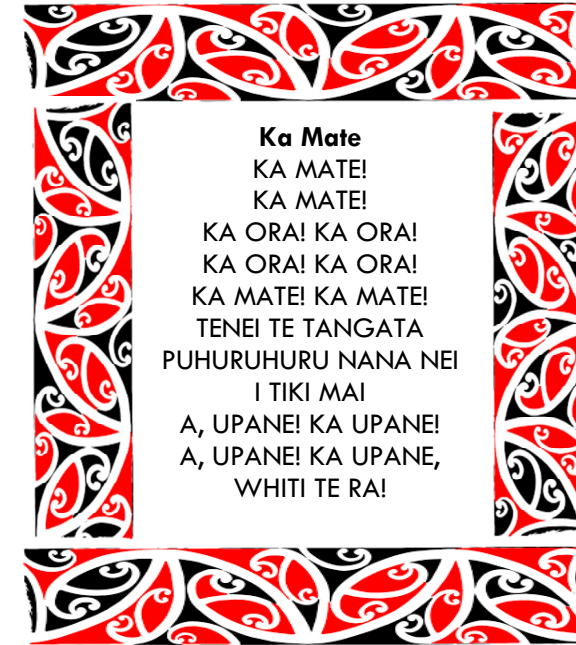 Ka Mate
KA MATE!
KA MATE!
KA ORA! KA ORA!
KA ORA! KA ORA!
KA MATE! KA MATE!
TENEI TE TANGATA
PUHURUHURU NANA NEI
I TIKI MAI
A, UPANE! KA UPANE!
A, UPANE! KA UPANE,
WHITI TE RA!